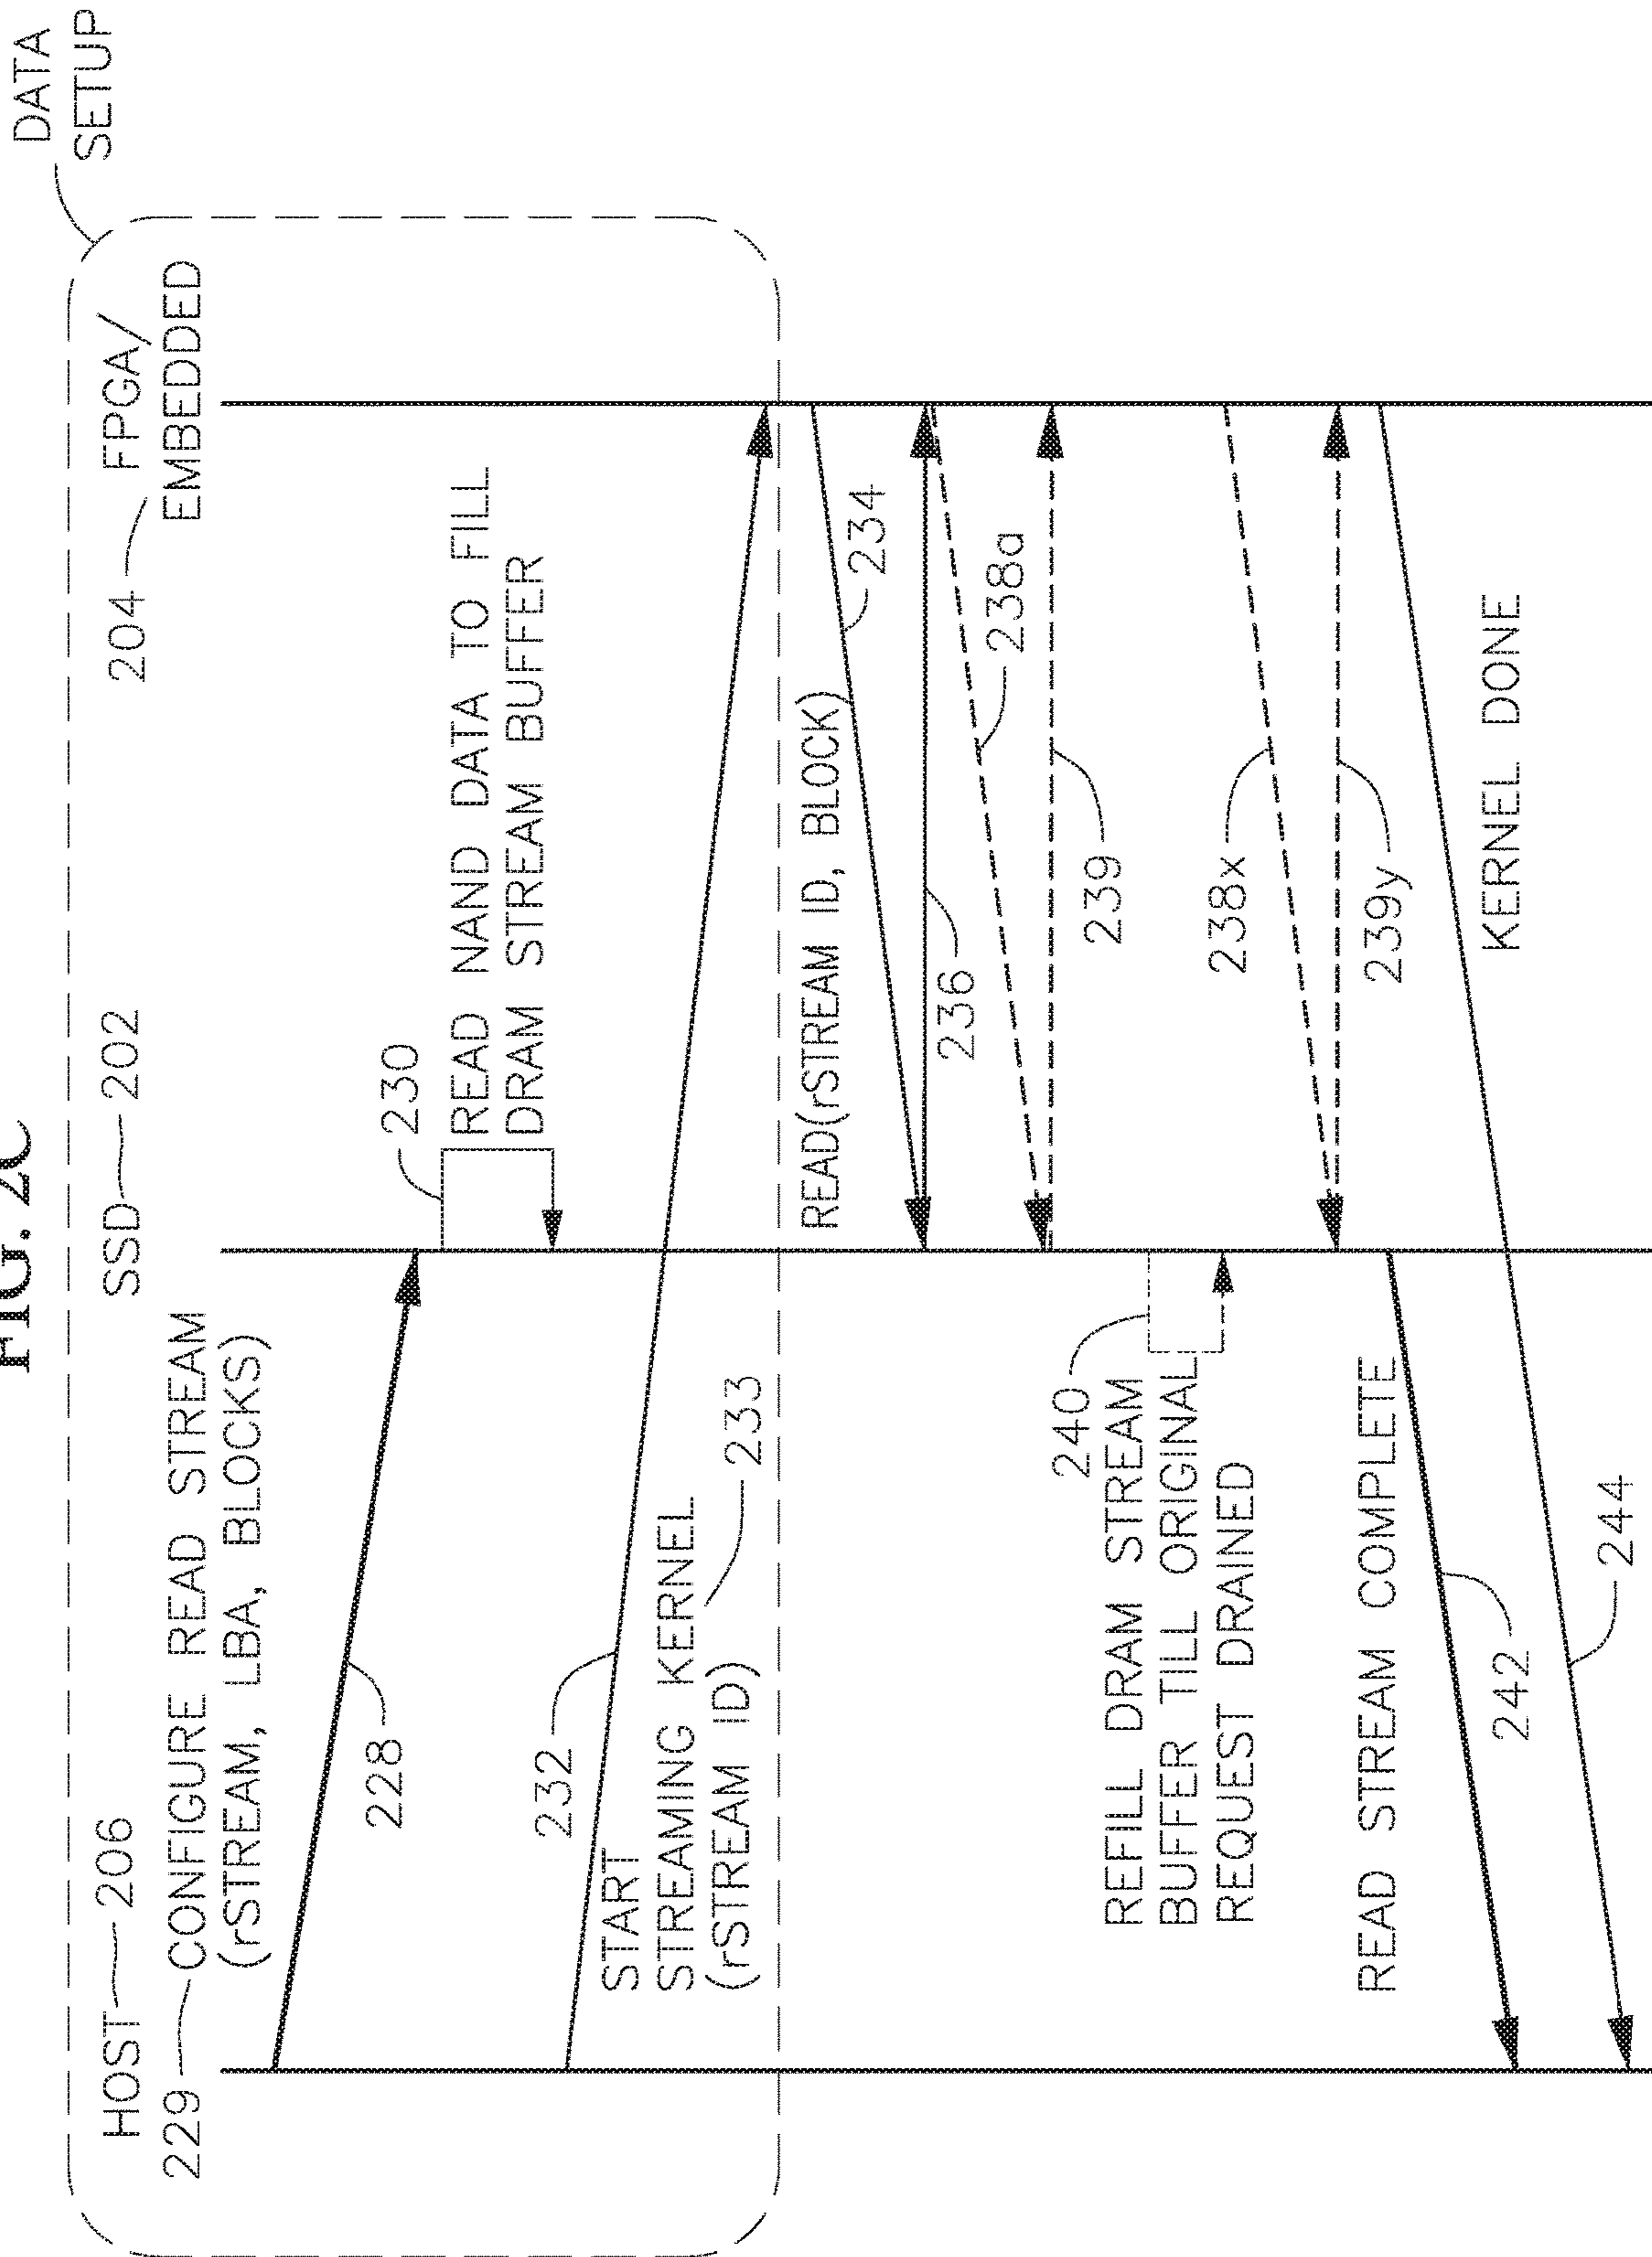 FIG. 2C
DATA
SETUP
HOST 206
SSD 202
204 FPGA/
EMBEDDED
229 CONFIGURE READ STREAM
(rSTREAM, LBA, BLOCKS)
228
230
READ NAND DATA TO FILL
DRAM STREAM BUFFER
232
START
STREAMING KERNEL
(rSTREAM ID)
233
READ(rSTREAM ID, BLOCK)
234
236
238a
239
240
REFILL DRAM STREAM
BUFFER TILL ORIGINAL
REQUEST DRAINED
238x
239y
READ STREAM COMPLETE
242
KERNEL DONE
244